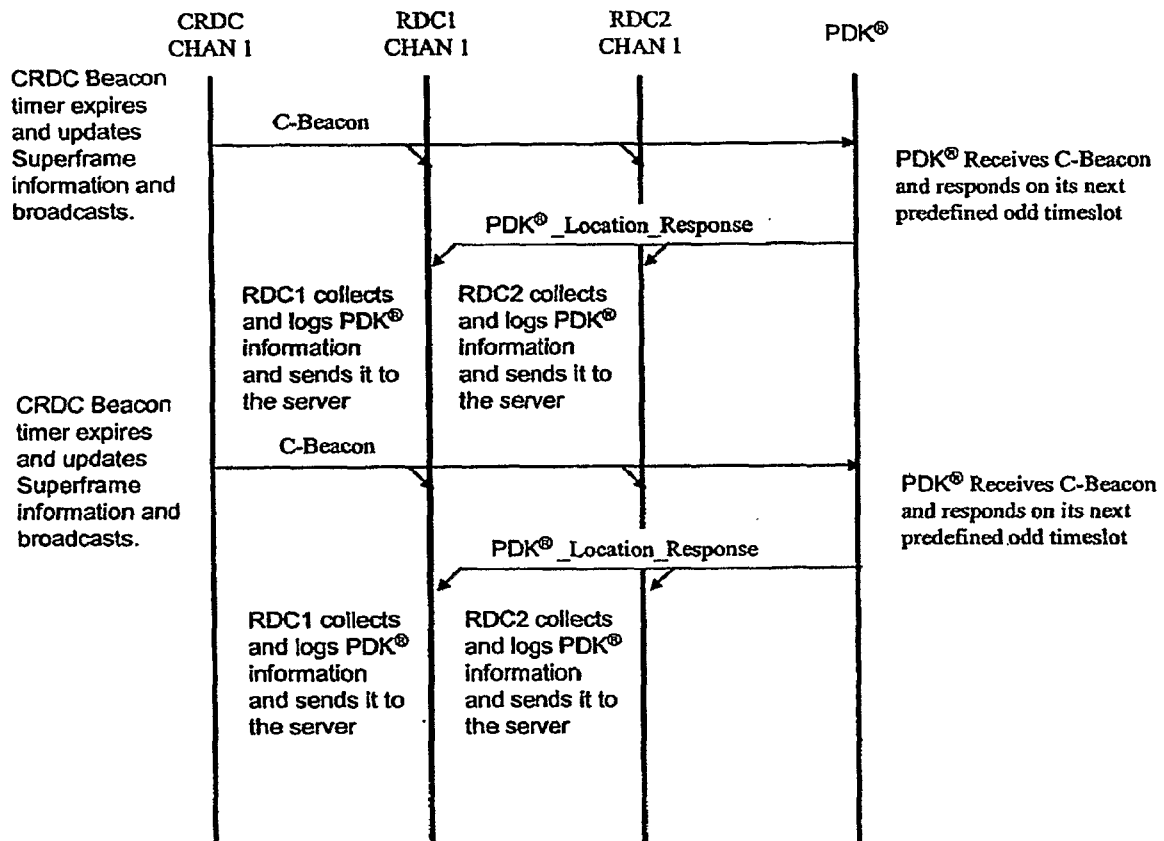 CRDC
CHAN 1
RDC1
CHAN 1
RDC2
CHAN 1
PDK®
CRDC Beacon
timer expires
and updates
Superframe
information and
broadcasts.
C-Beacon
PDK® Receives C-Beacon
and responds on its next
predefined odd timeslot
PDK® _Location_Response
RDC1 collects
and logs PDK®
information
and sends it to
the server
RDC2 collects
and logs PDK®
information
and sends it to
the server
CRDC Beacon
timer expires
and updates
Superframe
information and
broadcasts.
C-Beacon
PDK® Receives C-Beacon
and responds on its next
predefined odd timeslot
PDK® _Location_Response
RDC1 collects
and logs PDK®
information
and sends it to
the server
RDC2 collects
and logs PDK®
information
and sends it to
the server